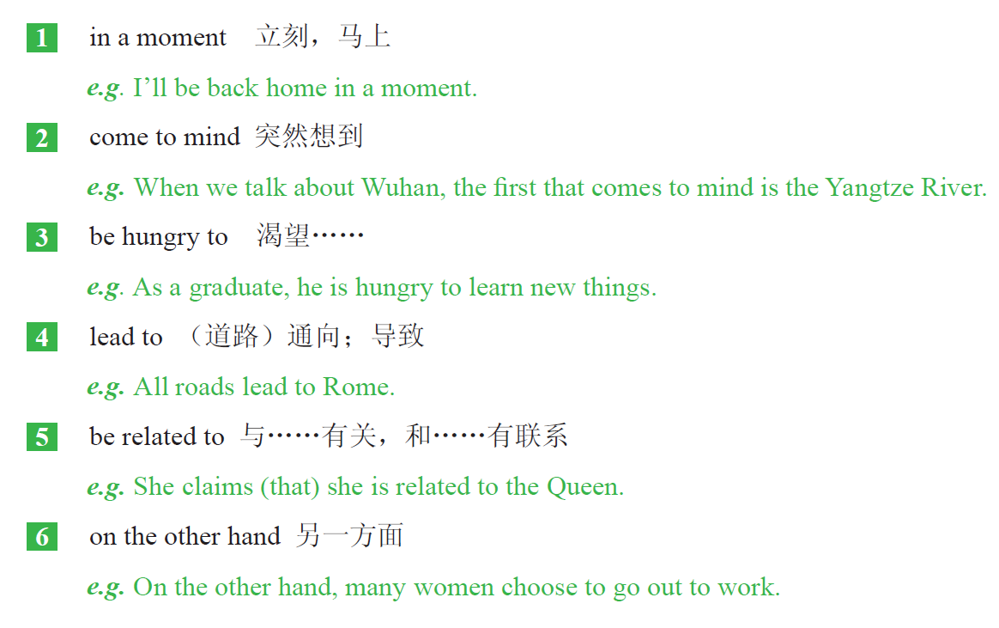 1 in a moment 立刻，马上
e.g. I’ll be back home in a moment.
2 come to mind 突然想到
e.g. When we talk about Wuhan, the first that comes to mind is the Yangtze River.
3 be hungry to 渴望……
e.g. As a graduate, he is hungry to learn new things.
4 lead to （道路）通向；导致
e.g. All roads lead to Rome.
5 be related to 与……有关，和……有联系
e.g. She claims (that) she is related to the Queen.
6 on the other hand 另一方面
e.g. On the other hand, many women choose to go out to work.